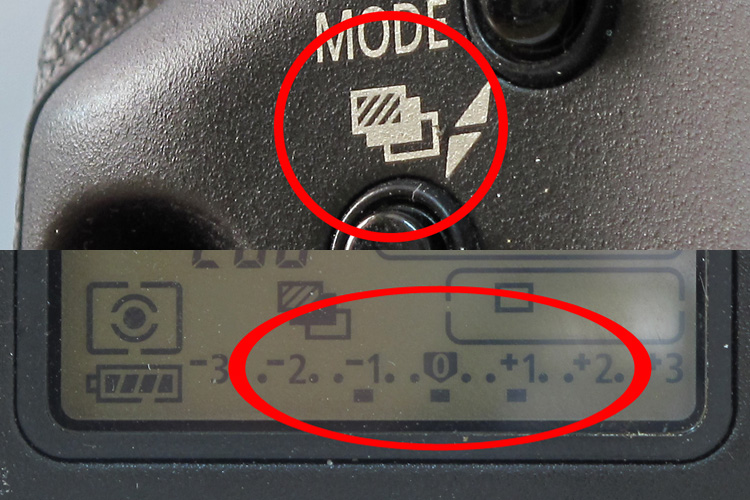 MODE
-3 .-2. .-1. .0. .+1. .+2. .+3